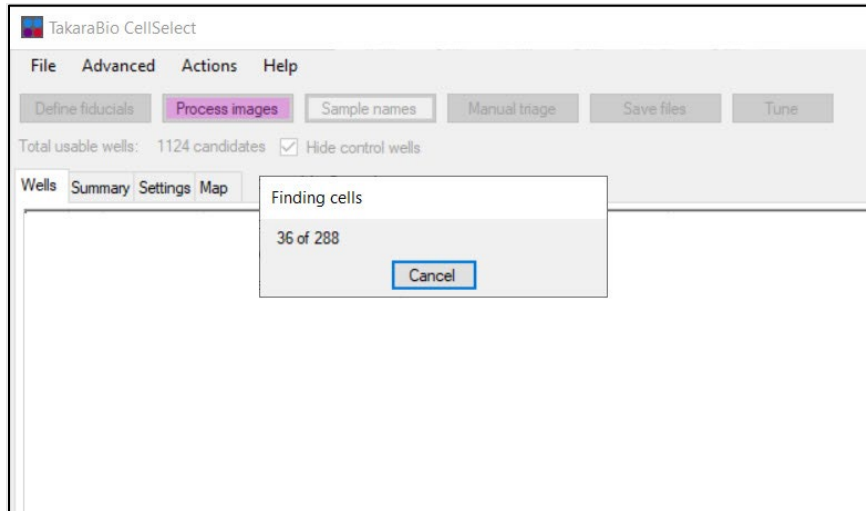 TakaraBio CellSelect
File Advanced Actions Help
Define fiducials Process images Sample names Manual triage Save files Tune
Total usable wells: 1124 candidates Hide control wells
Wells Summary Settings Map
Finding cells
36 of 288
Cancel